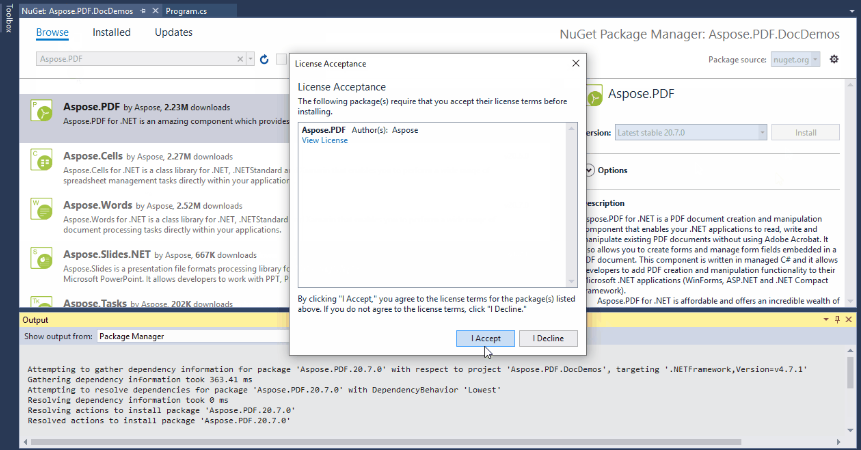 Toolbox
NuGet: Aspose.PDF.DocDemos
Program.cs
Browse Installed Updates
NuGet Package Manager: Aspose.PDF.DocDemos
Aspose.PDF
Package source: nuget.org
Aspose.PDF by Aspose, 2.23M downloads
Aspose.PDF for .NET is an amazing component which provides
Aspose.Cells by Aspose, 2.27M downloads
Aspose.Cells for .NET is a class library for .NET, .NETStandard a
spreadsheet management tasks directly within your application
Aspose.Words by Aspose, 2.52M downloads
Aspose.Words for .NET is a class library for .NET, .NETStandard
document processing tasks directly within your applications.
Aspose.Slides.NET by Aspose, 667K downloads
Aspose.Slides is a presentation file formats processing library fo
Microsoft PowerPoint. It allows developers to work with PPT, P
Aspose.Tasks by Aspose, 202K downloads
License Acceptance
License Acceptance
The following package(s) require that you accept their license terms before
installing.
Aspose.PDF Author(s): Aspose
View License
By clicking "I Accept," you agree to the license terms for the package(s) listed
above. If you do not agree to the license terms, click "I Decline."
I Accept
I Decline
Aspose.PDF
ersion: Latest stable 20.7.0 Install
Options
escription
spose.PDF for .NET is a PDF document creation and manipulation
omponent that enables your .NET applications to read, write and
anipulate existing PDF documents without using Adobe Acrobat. It
so allows you to create forms and manage form fields embedded in a
DF document. This component is written in managed C# and it allows
evelopers to add PDF creation and manipulation functionality to their
icrosoft .NET applications (WinForms, ASP.NET and .NET Compact
ramework).
Aspose.PDF for .NET is affordable and offers an incredible wealth of
Output
Show output from: Package Manager
Attempting to gather dependency information for package 'Aspose.PDF.20.7.0' with respect to project 'Aspose.PDF.DocDemos', targeting '.NETFramework,Version=v4.7.1'
Gathering dependency information took 363.41 ms
Attempting to resolve dependencies for package 'Aspose.PDF.20.7.0' with DependencyBehavior 'Lowest'
Resolving dependency information took 0 ms
Resolving actions to install package 'Aspose.PDF.20.7.0'
Resolved actions to install package 'Aspose.PDF.20.7.0'